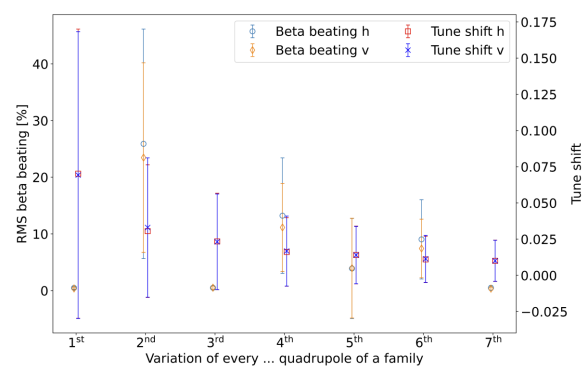 Beta beating h
Beta beating v
Tune shift h
Tune shift v
RMS beta beating [%]
40
30
20
10
0
Tune shift
0.175
0.150
0.125
0.100
0.075
0.050
0.025
0.000
−0.025
1st 2nd 3rd 4th 5th 6th 7th
Variation of every ... quadrupole of a family